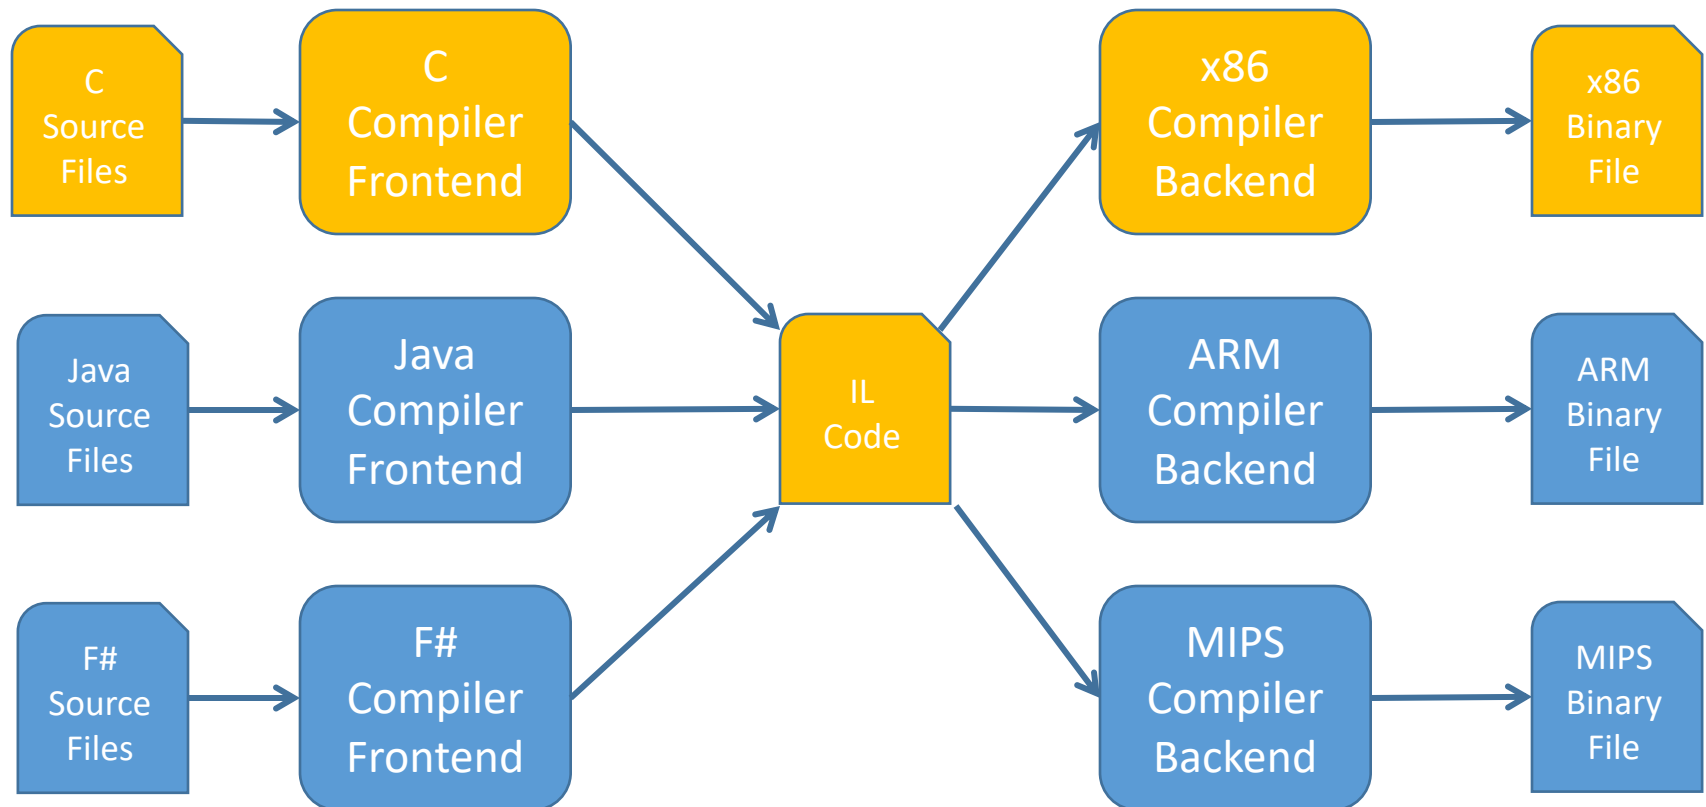 C
Source
Files
C
Compiler
Frontend
x86
Compiler
Backend
x86
Binary
File
Java
Source
Files
Java
Compiler
Frontend
IL
Code
ARM
Compiler
Backend
ARM
Binary
File
F#
Source
Files
F#
Compiler
Frontend
MIPS
Compiler
Backend
MIPS
Binary
File